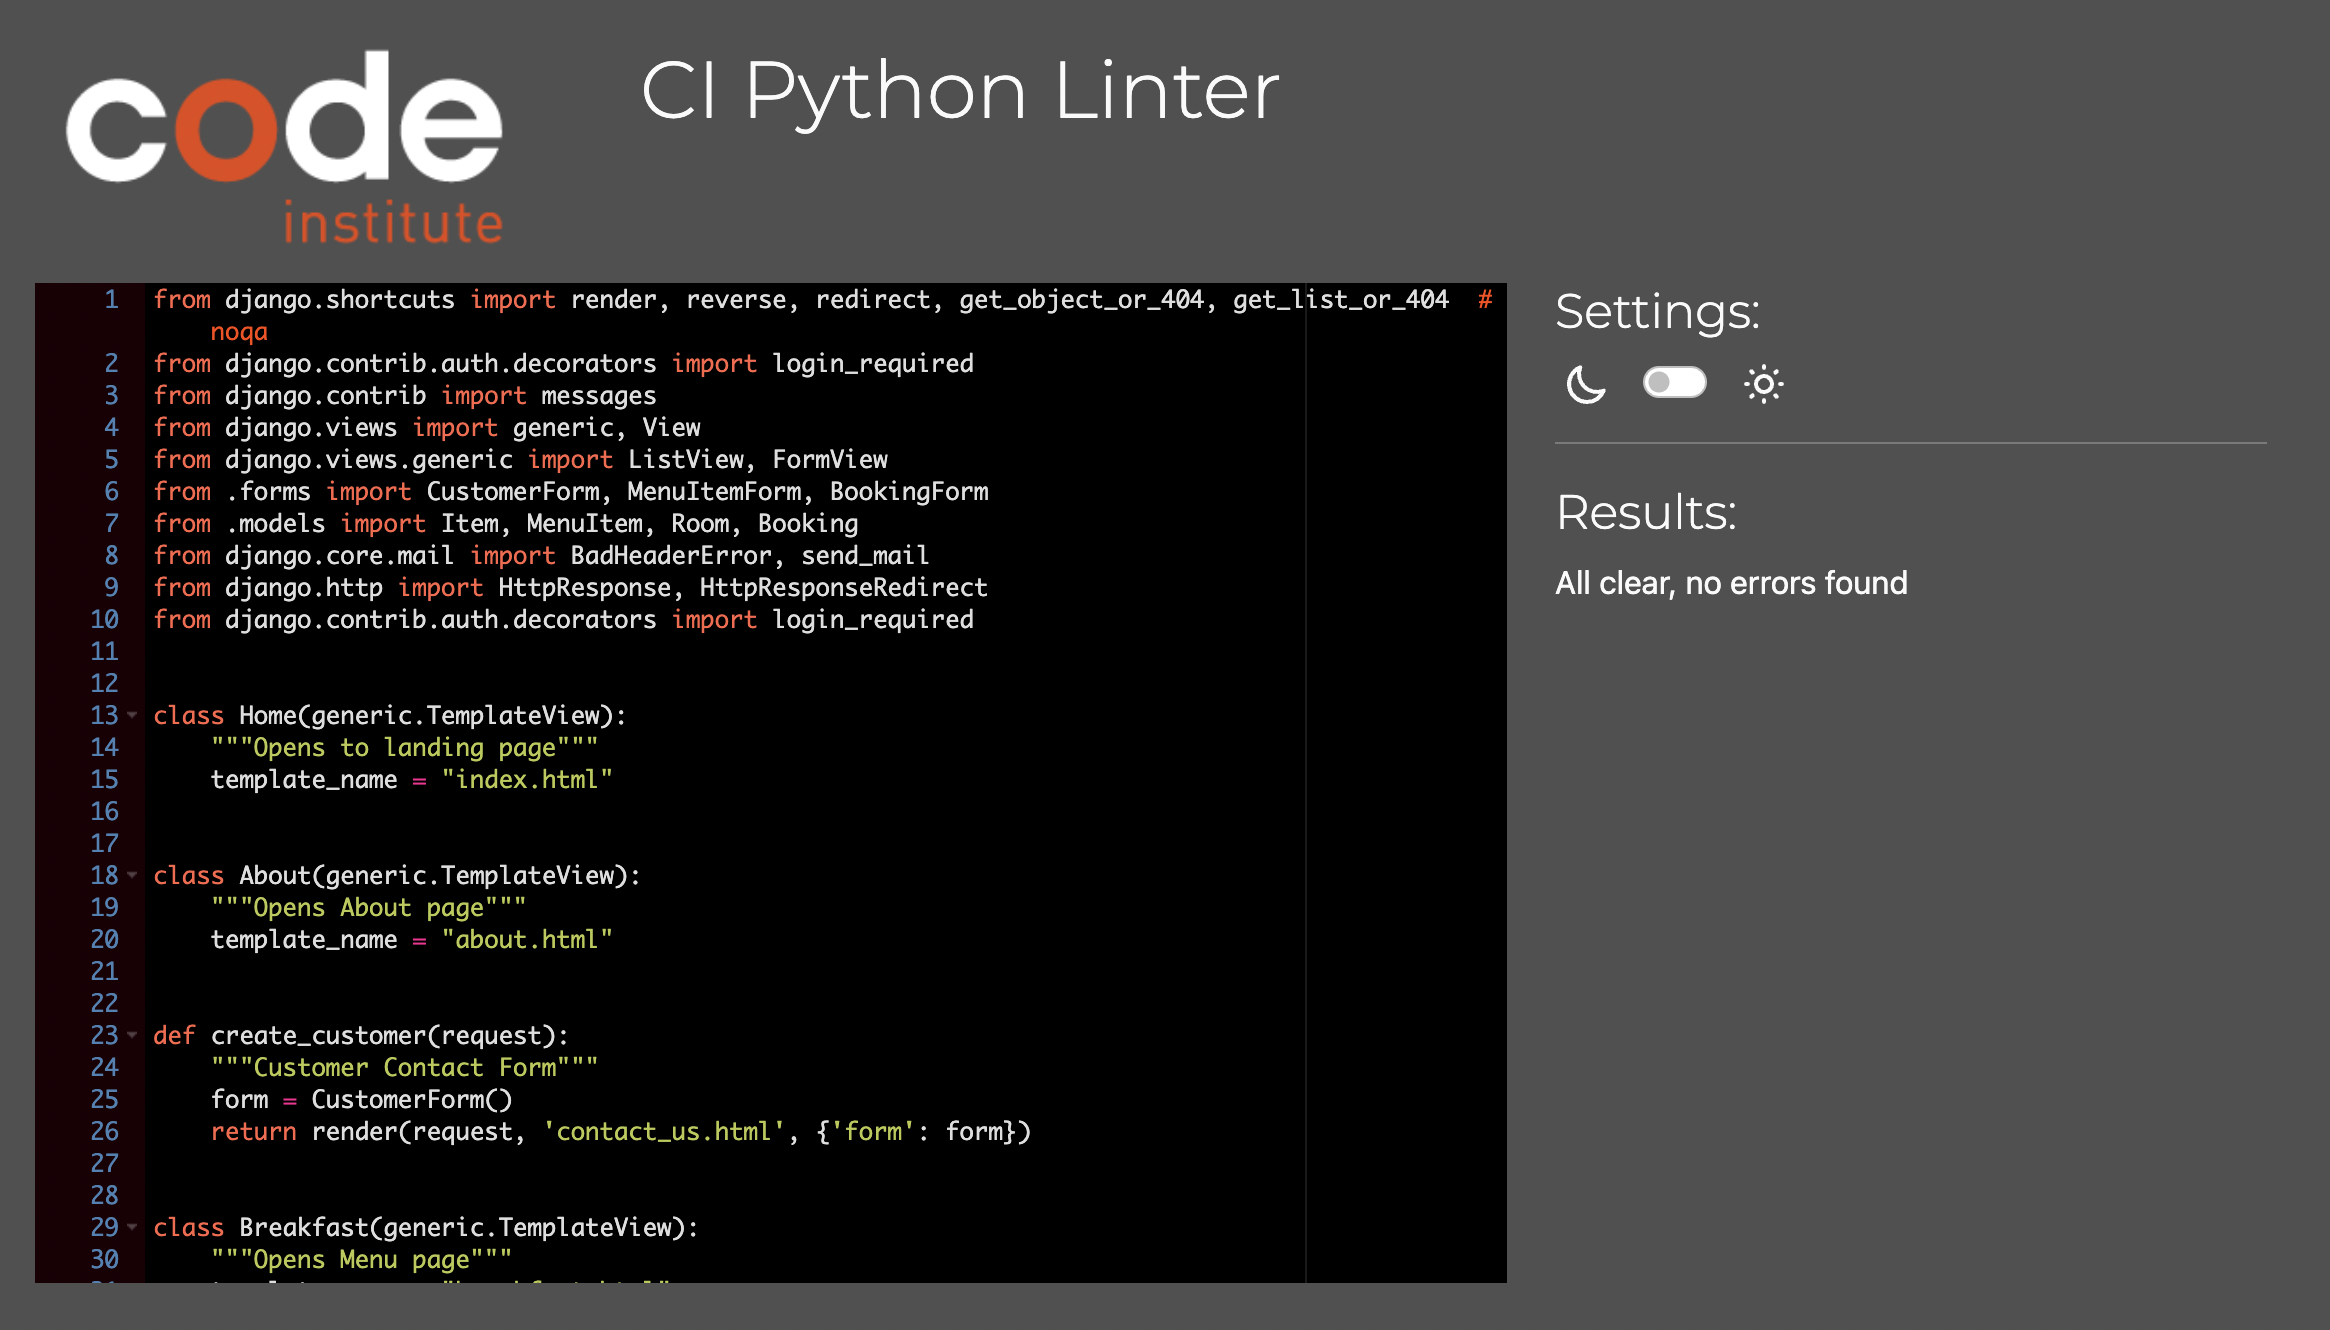 code
institute
CI Python Linter
1 from django.shortcuts import render, reverse, redirect, get_object_or_404, get_list_or_404  #
noqa
2 from django.contrib.auth.decorators import login_required
3 from django.contrib import messages
4 from django.views import generic, View
5 from django.views.generic import ListView, FormView
6 from .forms import CustomerForm, MenuItemForm, BookingForm
7 from .models import Item, MenuItem, Room, Booking
8 from django.core.mail import BadHeaderError, send_mail
9 from django.http import HttpResponse, HttpResponseRedirect
10 from django.contrib.auth.decorators import login_required
11
12
13 class Home(generic.TemplateView):
14     """Opens to landing page"""
15     template_name = "index.html"
16
17
18 class About(generic.TemplateView):
19     """Opens About page"""
20     template_name = "about.html"
21
22
23 def create_customer(request):
24     """Customer Contact Form"""
25     form = CustomerForm()
26     return render(request, 'contact_us.html', {'form': form})
27
28
29 class Breakfast(generic.TemplateView):
30     """Opens Menu page"""
Settings:
Results:
All clear, no errors found